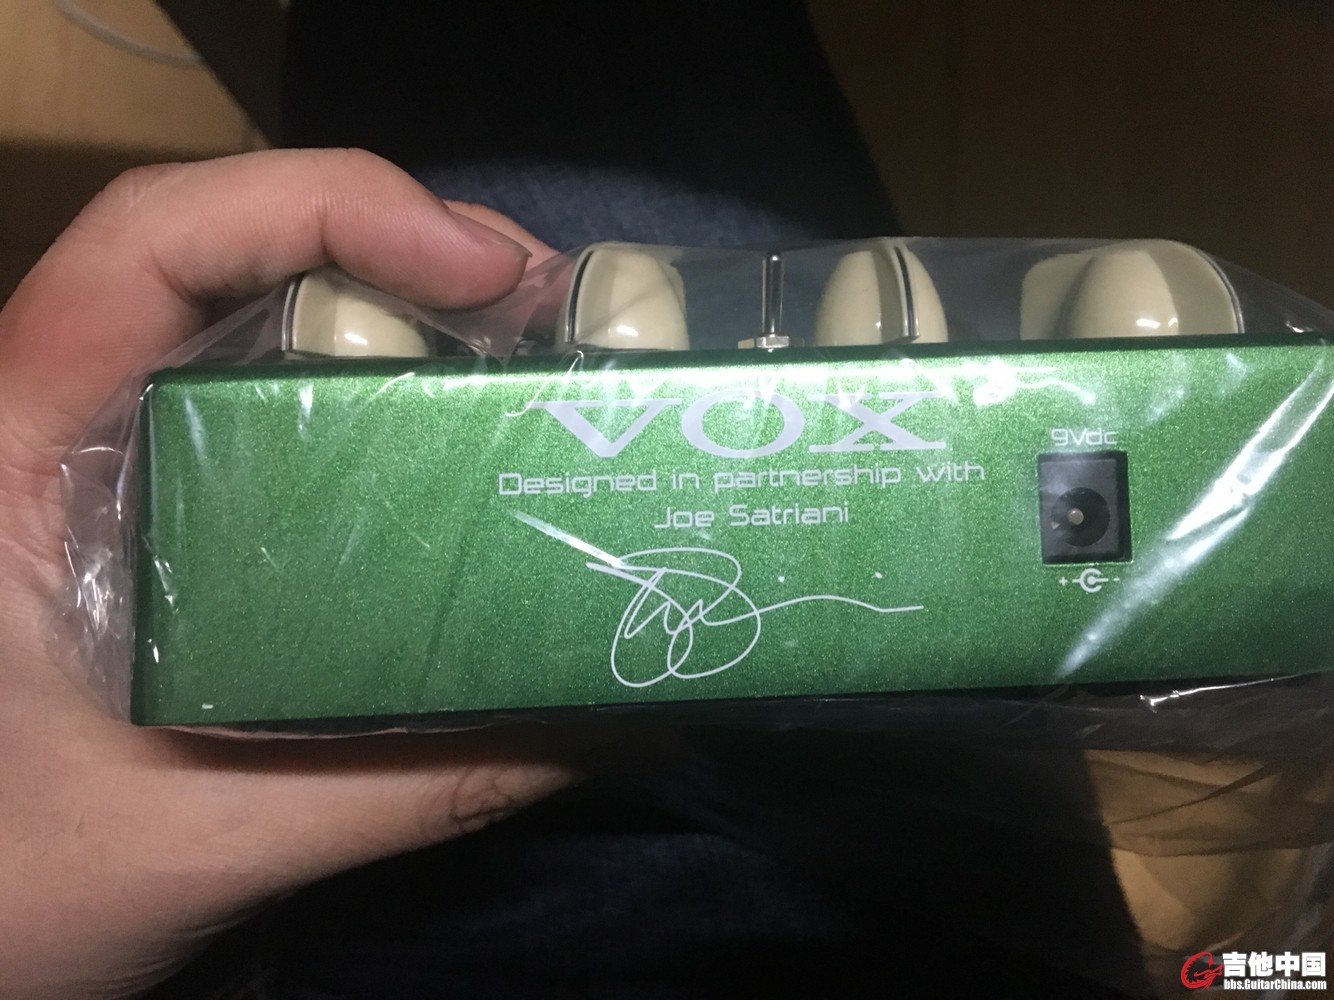 VOX
Designed in partnership with
Joe Satriani
9Vdc
+ -
吉他中国
bbs.GuitarChina.com